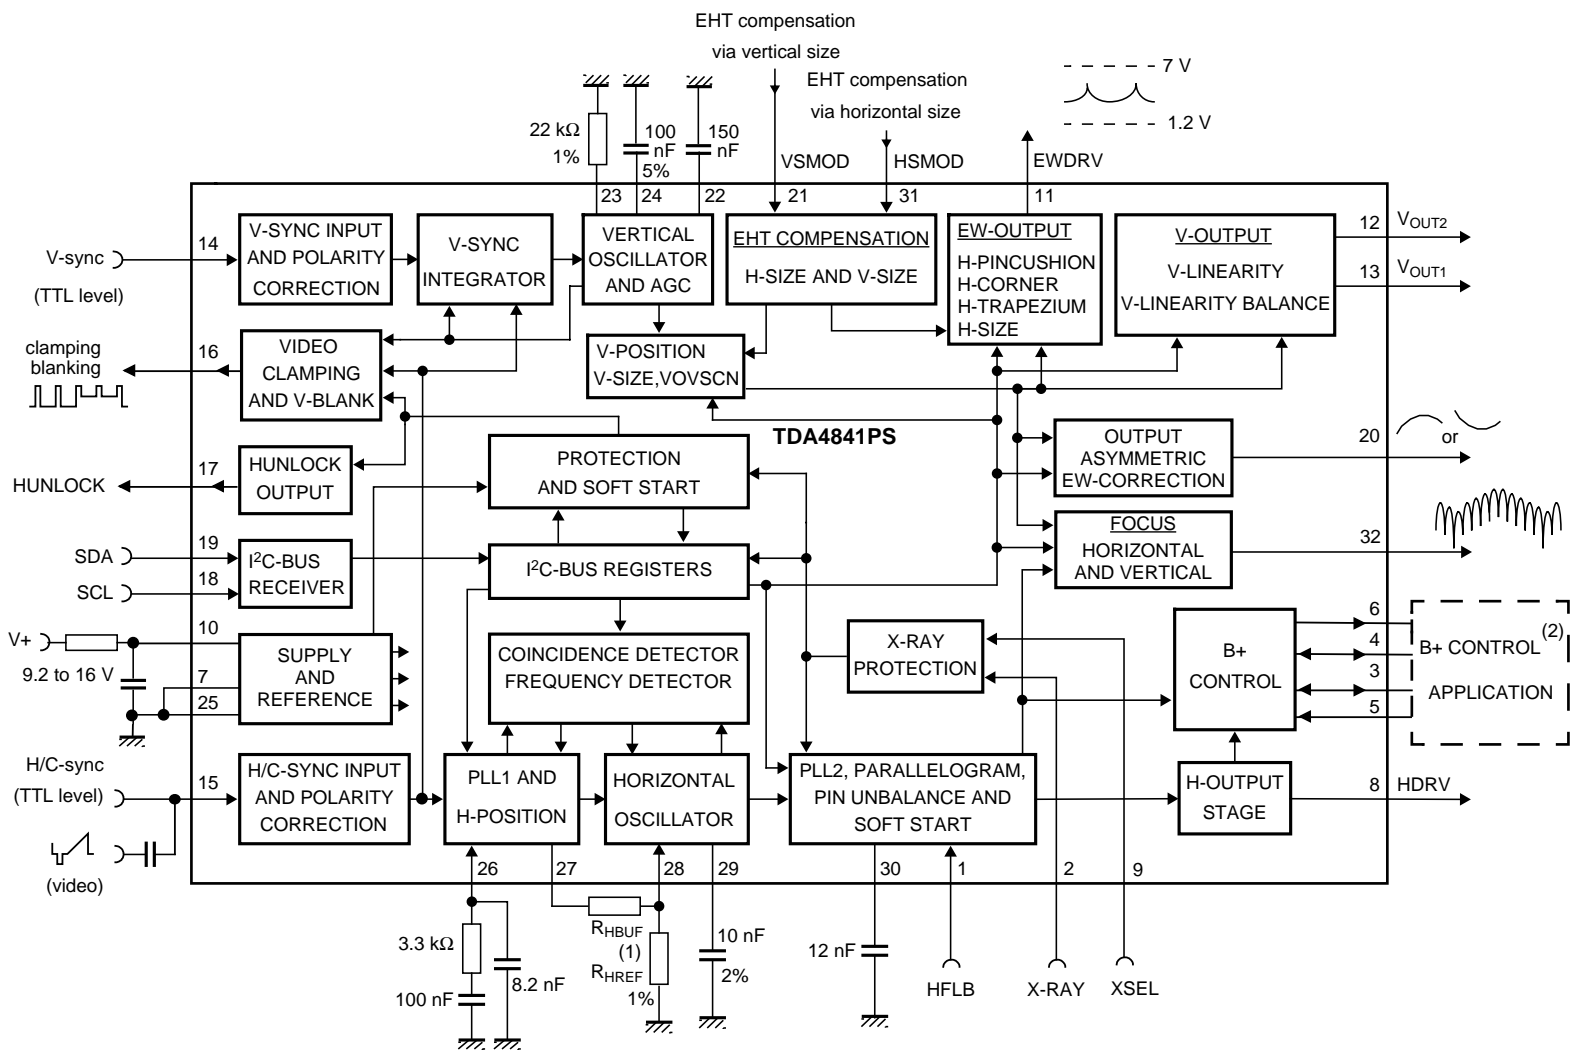 EHT compensation
via vertical size
EHT compensation
via horizontal size
7 V
1.2 V
22 kΩ
1%
100
nF
5%
150
nF
VSMOD
HSMOD
EWDRV
23
24
22
21
31
11
V-sync
(TTL level)
14
V-SYNC INPUT
AND POLARITY
CORRECTION
V-SYNC
INTEGRATOR
VERTICAL
OSCILLATOR
AND AGC
EHT COMPENSATION
H-SIZE AND V-SIZE
EW-OUTPUT
H-PINCUSHION
H-CORNER
H-TRAPEZIUM
H-SIZE
V-OUTPUT
V-LINEARITY
V-LINEARITY BALANCE
12
VOUT2
13
VOUT1
clamping
blanking
16
VIDEO
CLAMPING
AND V-BLANK
V-POSITION
V-SIZE,VOVSCN
TDA4841PS
HUNLOCK
17
HUNLOCK
OUTPUT
PROTECTION
AND SOFT START
OUTPUT
ASYMMETRIC
EW-CORRECTION
20
or
SDA
19
SCL
18
I2C-BUS
RECEIVER
I2C-BUS REGISTERS
FOCUS
HORIZONTAL
AND VERTICAL
32
V+
9.2 to 16 V
10
7
25
SUPPLY
AND
REFERENCE
COINCIDENCE DETECTOR
FREQUENCY DETECTOR
X-RAY
PROTECTION
B+
CONTROL
6
4
3
5
B+ CONTROL (2)
APPLICATION
H/C-sync
(TTL level)
(video)
15
H/C-SYNC INPUT
AND POLARITY
CORRECTION
PLL1 AND
H-POSITION
HORIZONTAL
OSCILLATOR
PLL2, PARALLELOGRAM,
PIN UNBALANCE AND
SOFT START
H-OUTPUT
STAGE
8
HDRV
26
27
28
29
30
1
2
9
3.3 kΩ
100 nF
8.2 nF
RHBUF
(1)
RHREF
1%
10 nF
2%
12 nF
HFLB
X-RAY
XSEL